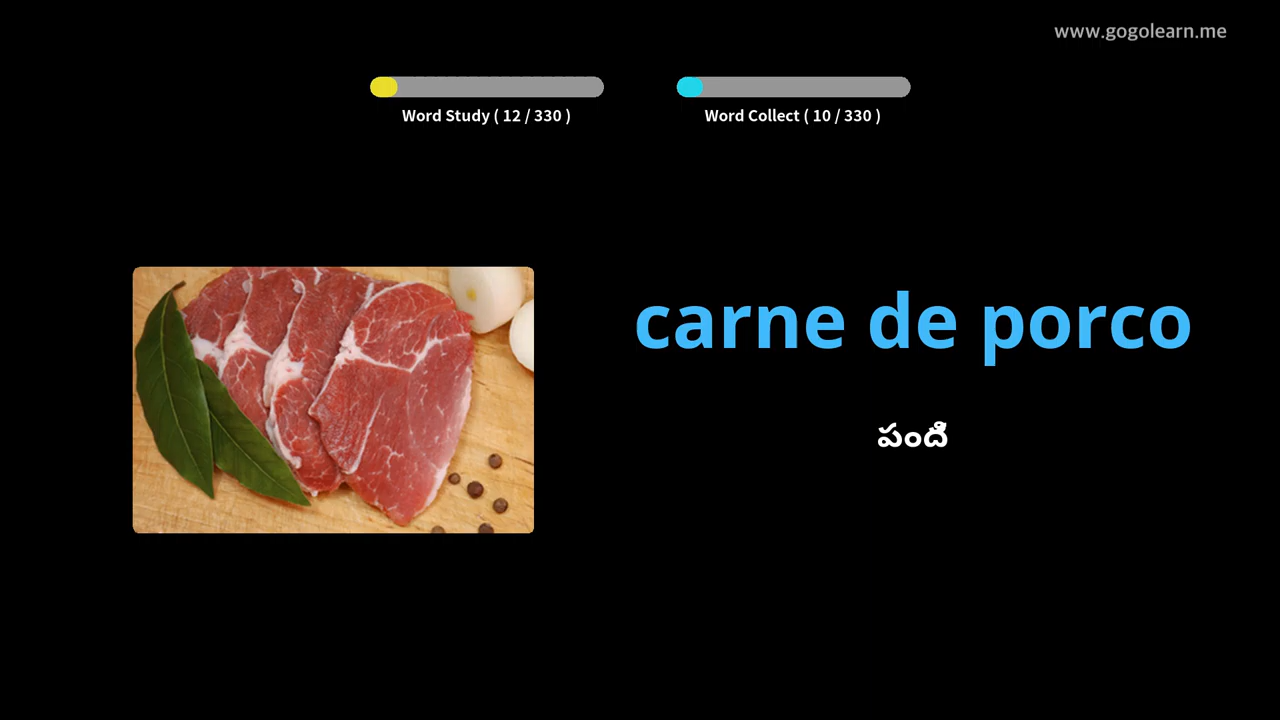 www.gogolearn.me
Word Study ( 12 / 330 )
Word Collect ( 10 / 330 )
carne de porco
పంది